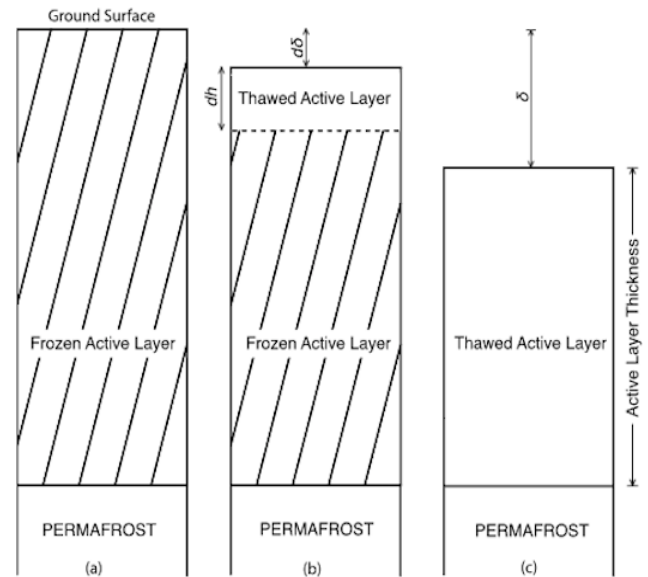 Ground Surface
Frozen Active Layer
PERMAFROST
(a)
dδ
dh
Thawed Active Layer
Frozen Active Layer
PERMAFROST
(b)
δ
Thawed Active Layer
Active Layer Thickness
PERMAFROST
(c)